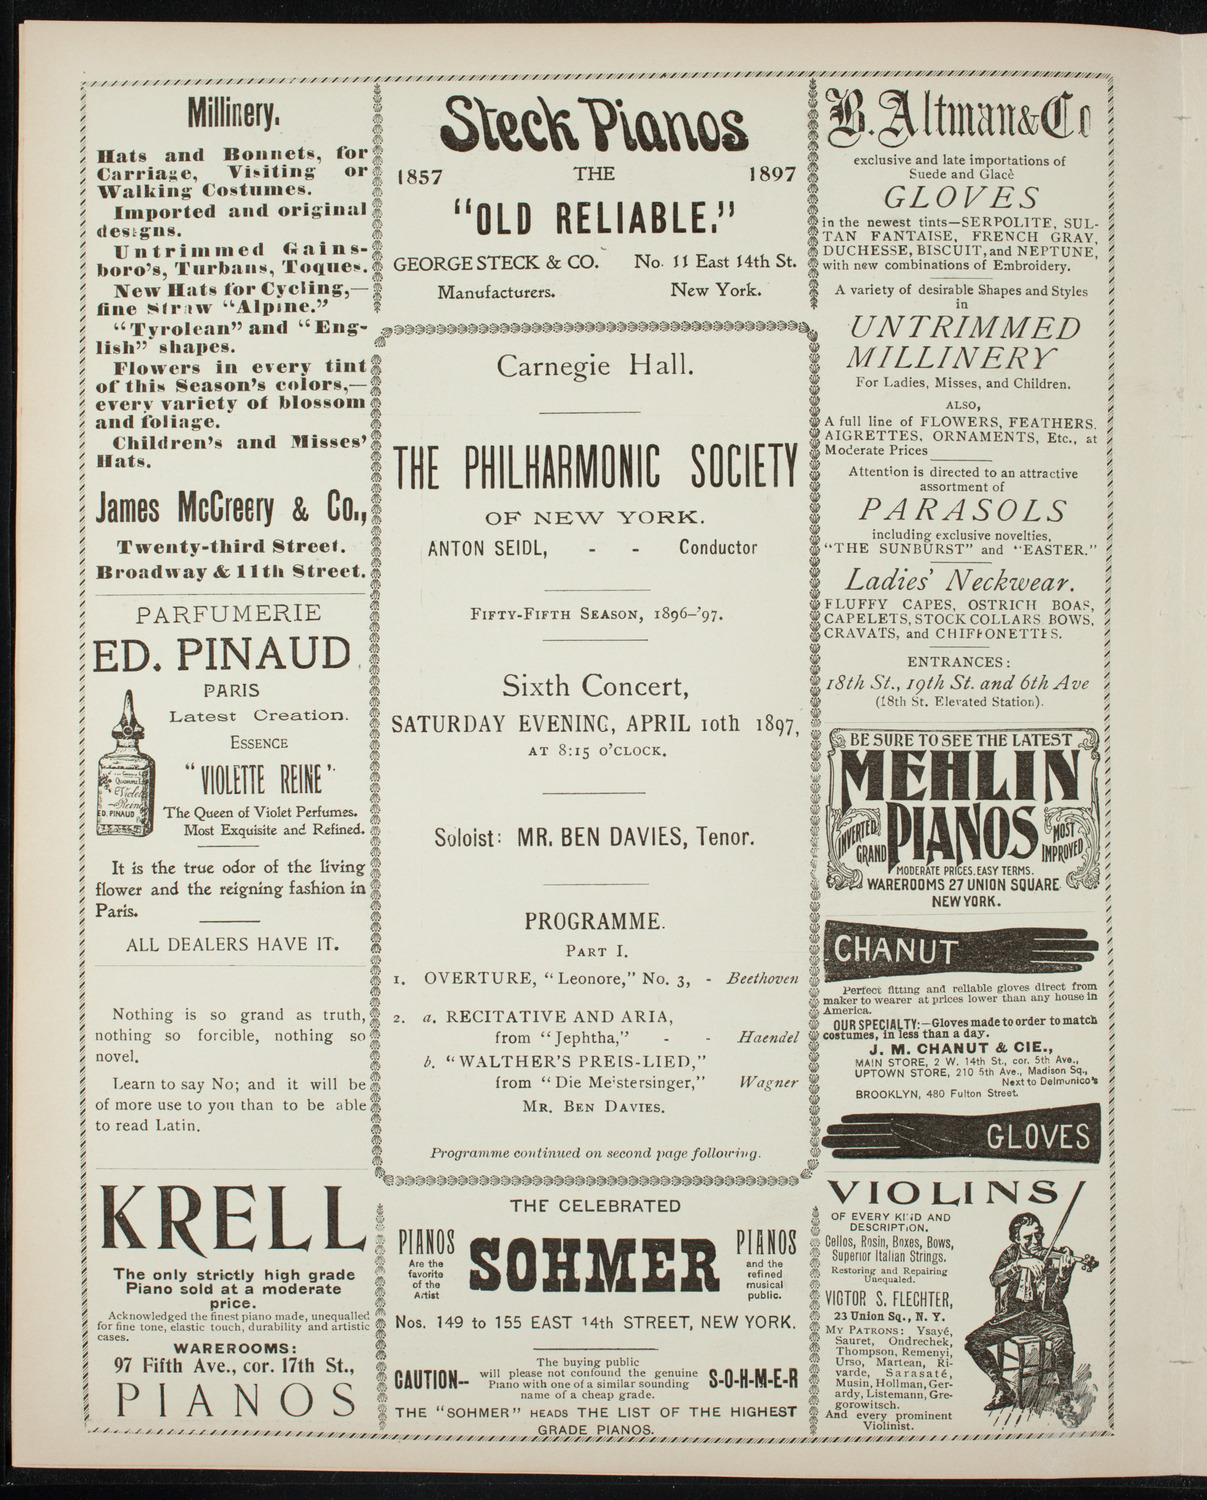 Millinery.
Hats and Bonnets, for
Carriage, Visiting or
Walking Costumes.
Imported and original
designs.
Untrimmed Gains-
boro's, Turbans, Toques.
New Hats for Cycling,—
fine Straw "Alpine."
"Tyrolean" and "Eng-
lish" shapes.
Flowers in every tint
of this Season's colors,—
every variety of blossom
and foliage.
Children's and Misses'
Hats.
James McCreery & Co.,
Twenty-third Street.
Broadway & 11th Street.
PARFUMERIE
ED. PINAUD
PARIS
Latest Creation.
ESSENCE
"VIOLETTE REINE"
The Queen of Violet Perfumes.
Most Exquisite and Refined.
ED. PINAUD
It is the true odor of the living
flower and the reigning fashion in
Paris.
ALL DEALERS HAVE IT.
Nothing is so grand as truth,
nothing so forcible, nothing so
novel.
Learn to say No; and it will be
of more use to you than to be able
to read Latin.
KRELL
The only strictly high grade
Piano sold at a moderate
price.
Acknowledged the finest piano made, unequalled
for fine tone, elastic touch, durability and artistic
cases.
WAREROOMS:
97 Fifth Ave., cor. 17th St.,
PIANOS
Steck Pianos
1857 THE 1897
"OLD RELIABLE."
GEORGE STECK & CO. No. 11 East 14th St.
Manufacturers. New York.
Carnegie Hall.
THE PHILHARMONIC SOCIETY
OF NEW YORK.
ANTON SEIDL, - - Conductor
FIFTY-FIFTH SEASON, 1896-'97.
Sixth Concert,
SATURDAY EVENING, APRIL 10th 1897,
AT 8:15 O'CLOCK.
Soloist: MR. BEN DAVIES, Tenor.
PROGRAMME.
PART I.
1. OVERTURE, "Leonore," No. 3, - Beethoven
2. a. RECITATIVE AND ARIA,
from "Jephtha," - - Haendel
b. "WALTHER'S PREIS-LIED,"
from "Die Meistersinger," Wagner
MR. BEN DAVIES.
Programme continued on second page following.
THE CELEBRATED
PIANOS SOHMER PIANOS
Are the
favorite
of the
Artist
and the
refined
musical
public.
Nos. 149 to 155 EAST 14th STREET, NEW YORK.
CAUTION--
The buying public
will please not confound the genuine
Piano with one of a similar sounding
name of a cheap grade.
S-O-H-M-E-R
THE "SOHMER" HEADS THE LIST OF THE HIGHEST
GRADE PIANOS.
B. Altman & Co
exclusive and late importations of
Suede and Glacè
GLOVES
in the newest tints—SERPOLITE, SUL-
TAN FANTAISE, FRENCH GRAY,
DUCHESSE, BISCUIT, and NEPTUNE,
with new combinations of Embroidery.
A variety of desirable Shapes and Styles
in
UNTRIMMED
MILLINERY
For Ladies, Misses, and Children.
ALSO,
A full line of FLOWERS, FEATHERS.
AIGRETTES, ORNAMENTS, Etc., at
Moderate Prices
Attention is directed to an attractive
assortment of
PARASOLS
including exclusive novelties,
"THE SUNBURST" and "EASTER."
Ladies' Neckwear.
FLUFFY CAPES, OSTRICH BOAS,
CAPELETS, STOCK COLLARS. BOWS,
CRAVATS, and CHIFFONETTES.
ENTRANCES:
18th St., 19th St. and 6th Ave
(18th St. Elevated Station).
BE SURE TO SEE THE LATEST
MEHLIN
PIANOS
INVERTED
GRAND
MOST
IMPROVED
MODERATE PRICES. EASY TERMS.
WAREROOMS 27 UNION SQUARE
NEW YORK.
CHANUT
Perfect fitting and reliable gloves direct from
maker to wearer at prices lower than any house in
America.
OUR SPECIALTY:—Gloves made to order to match
costumes, in less than a day.
J. M. CHANUT & CIE.,
MAIN STORE, 2 W. 14th St., cor. 5th Ave.,
UPTOWN STORE, 210 5th Ave., Madison Sq.,
Next to Delmonico's
BROOKLYN, 480 Fulton Street.
GLOVES
VIOLINS
OF EVERY KIND AND
DESCRIPTION.
Cellos, Rosin, Boxes, Bows,
Superior Italian Strings.
Restoring and Repairing
Unequaled.
VICTOR S. FLECHTER,
23 Union Sq., N. Y.
MY PATRONS: Ysayé,
Sauret, Ondrechek,
Thompson, Remenyi,
Urso, Martean, Ri-
varde, Sarasaté,
Musin, Hollman, Ger-
ardy, Listemann, Gre-
gorowitsch.
And every prominent
Violinist.